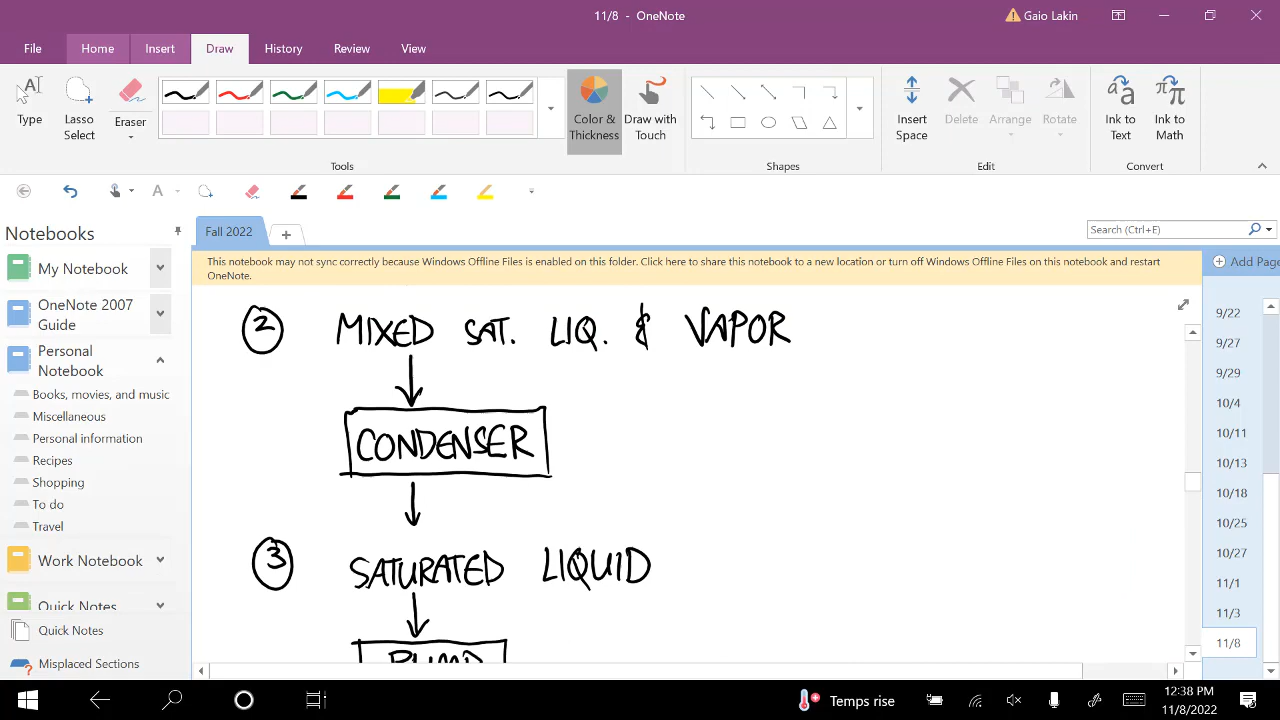 11/8 - OneNote
Gaio Lakin
File
Home
Insert
Draw
History
Review
View
Type
Lasso
Select
Eraser
Color &
Thickness
Draw with
Touch
Insert
Space
Delete
Arrange
Rotate
Ink to
Text
Ink to
Math
Tools
Shapes
Edit
Convert
Notebooks
My Notebook
OneNote 2007
Guide
Personal
Notebook
Books, movies, and music
Miscellaneous
Personal information
Recipes
Shopping
To do
Travel
Work Notebook
Quick Notes
Quick Notes
Misplaced Sections
Fall 2022
Search (Ctrl+E)
This notebook may not sync correctly because Windows Offline Files is enabled on this folder. Click here to share this notebook to a new location or turn off Windows Offline Files on this notebook and restart
OneNote.
2 MIXED SAT. LIQ. & VAPOR
CONDENSER
3 SATURATED LIQUID
PUMP
Add Page
9/22
9/27
9/29
10/4
10/11
10/13
10/18
10/25
10/27
11/1
11/3
11/8
Temps rise
12:38 PM
11/8/2022